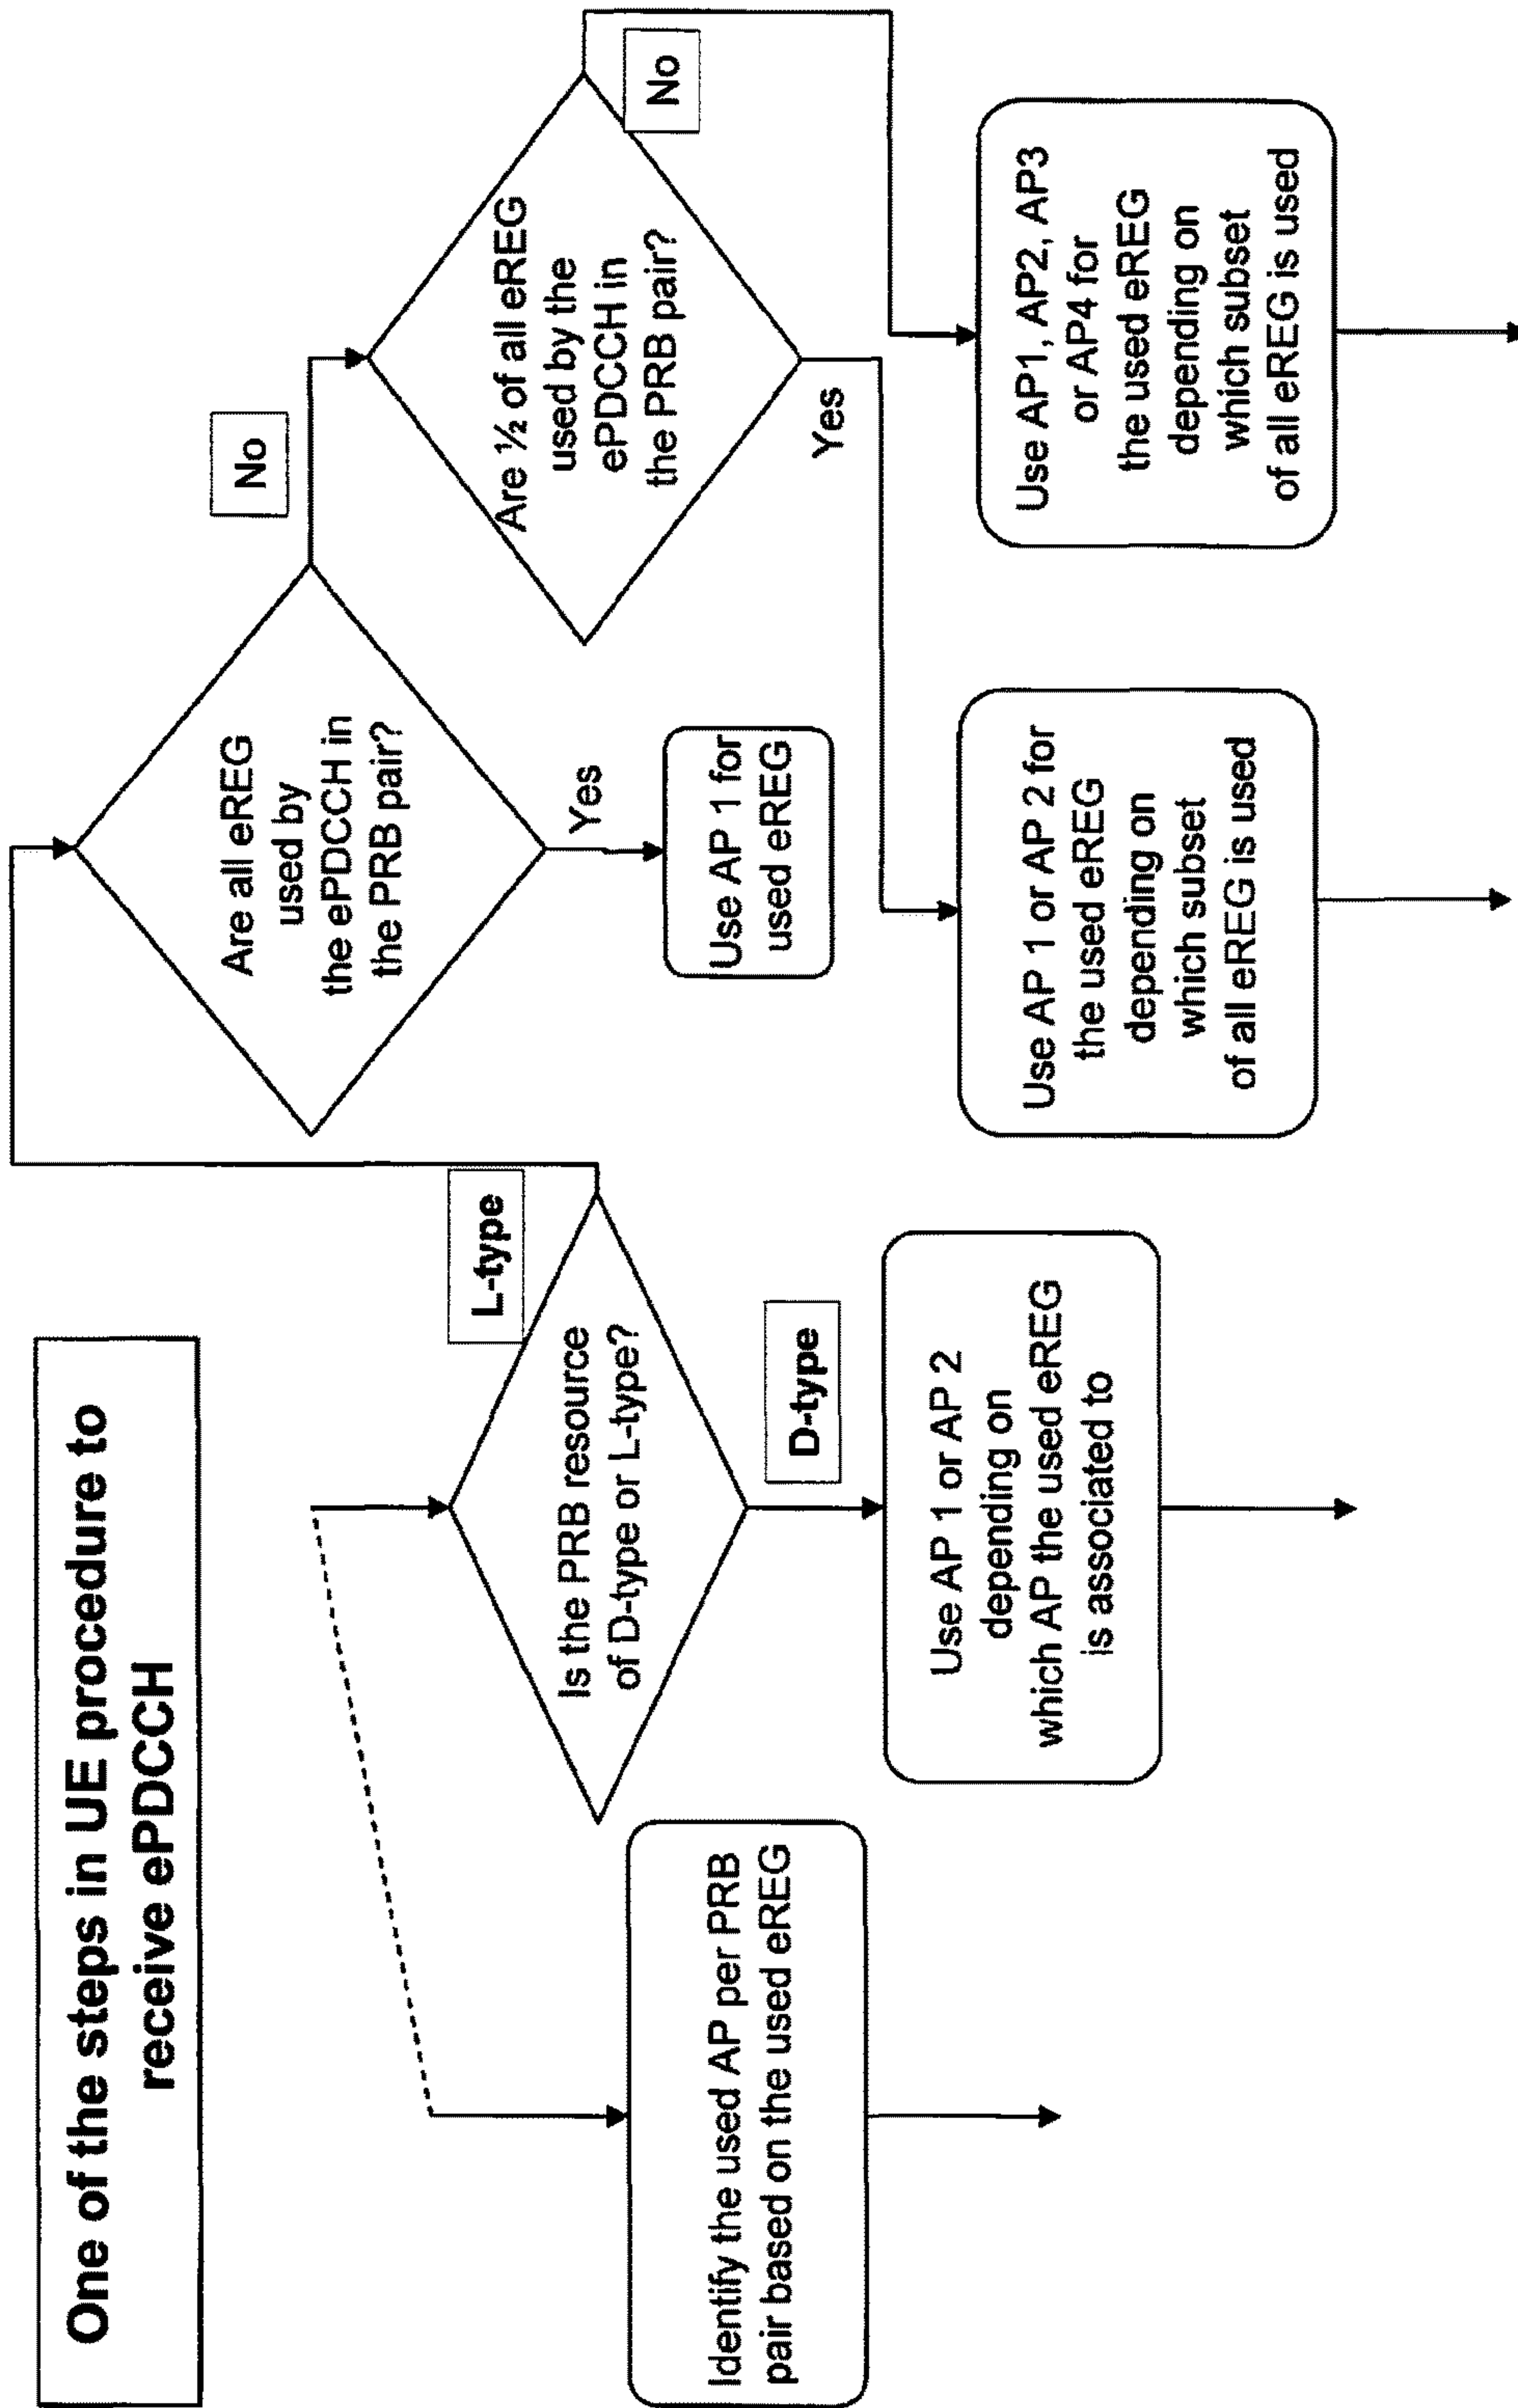 One of the steps in UE procedure to
receive ePDCCH
Identify the used AP per PRB
pair based on the used eREG
Is the PRB resource
of D-type or L-type?
L-type
D-type
Use AP 1 or AP 2
depending on
which AP the used eREG
is associated to
Are all eREG
used by
the ePDCCH in
the PRB pair?
No
Yes
Use AP 1 for
used eREG
Are ½ of all eREG
used by the
ePDCCH in
the PRB pair?
Yes
No
Use AP 1 or AP 2 for
the used eREG
depending on
which subset
of all eREG is used
Use AP1, AP2, AP3
or AP4 for
the used eREG
depending on
which subset
of all eREG is used